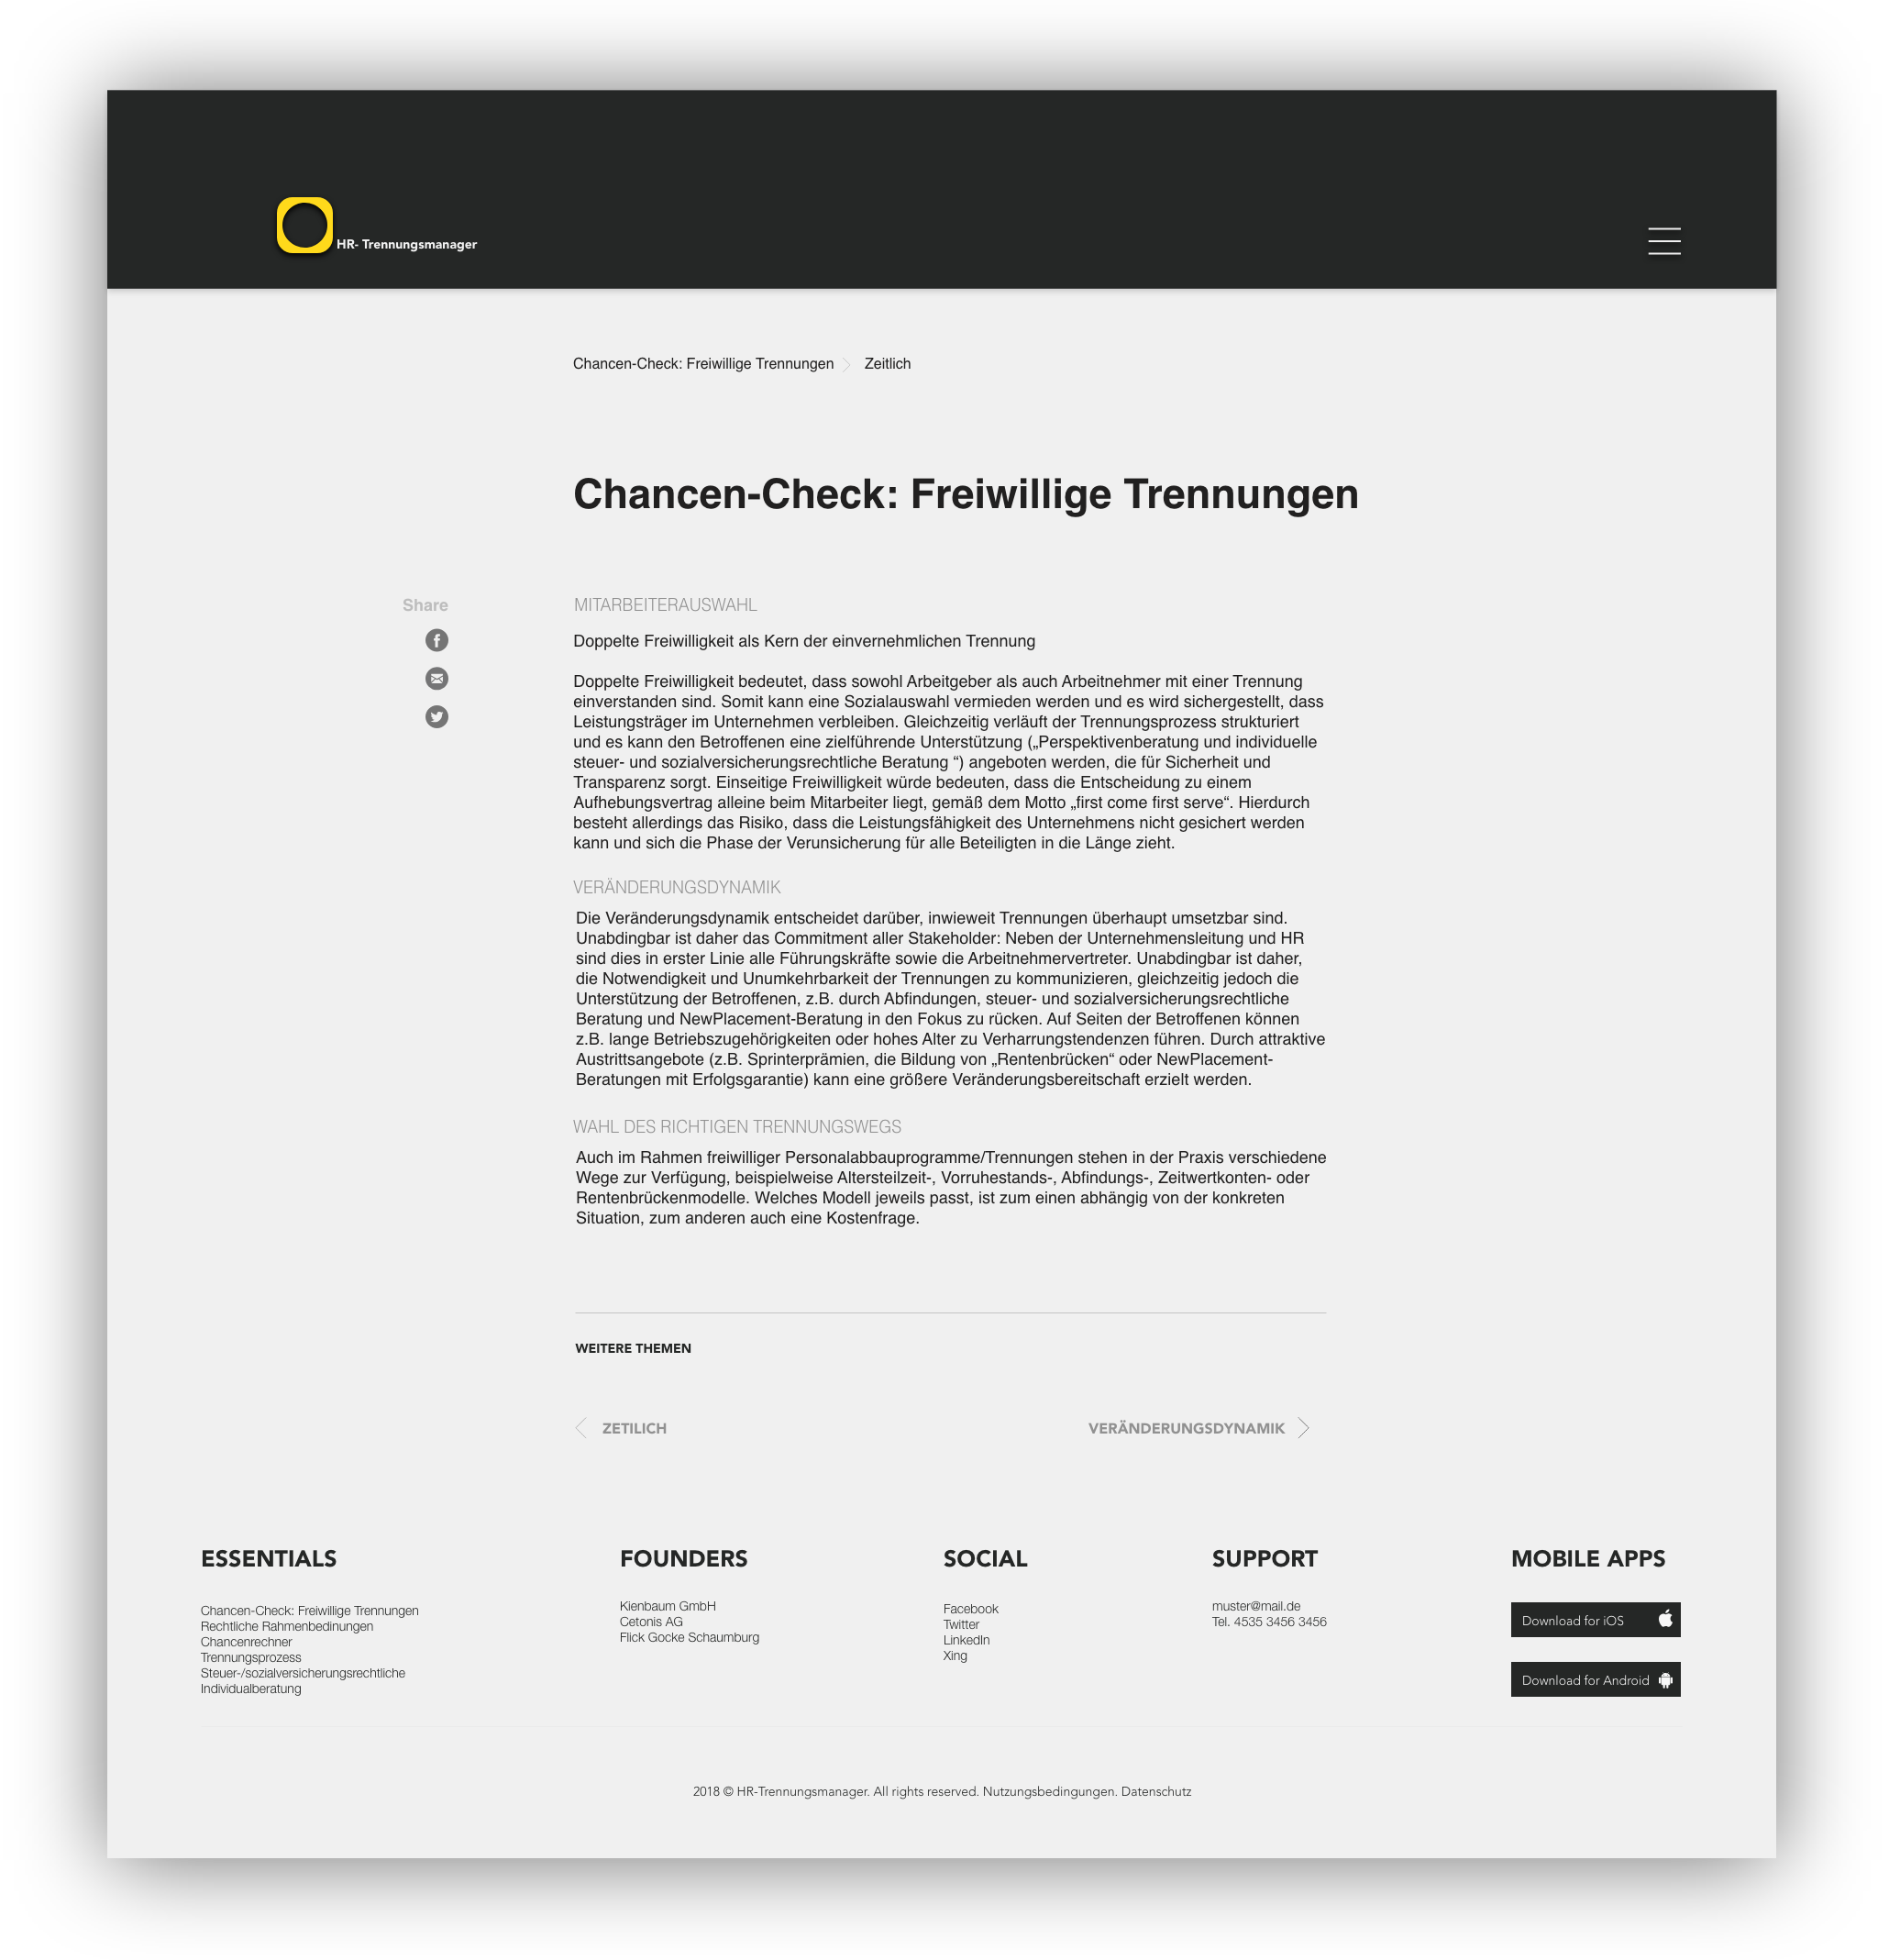 HR- Trennungsmanager
Chancen-Check: Freiwillige Trennungen
Zeitlich
Chancen-Check: Freiwillige Trennungen
Share
MITARBEITERAUSWAHL
Doppelte Freiwilligkeit als Kern der einvernehmlichen Trennung
Doppelte Freiwilligkeit bedeutet, dass sowohl Arbeitgeber als auch Arbeitnehmer mit einer Trennung
einverstanden sind. Somit kann eine Sozialauswahl vermieden werden und es wird sichergestellt, dass
Leistungsträger im Unternehmen verbleiben. Gleichzeitig verläuft der Trennungsprozess strukturiert
und es kann den Betroffenen eine zielführende Unterstützung („Perspektivenberatung und individuelle
steuer- und sozialversicherungsrechtliche Beratung “) angeboten werden, die für Sicherheit und
Transparenz sorgt. Einseitige Freiwilligkeit würde bedeuten, dass die Entscheidung zu einem
Aufhebungsvertrag alleine beim Mitarbeiter liegt, gemäß dem Motto „first come first serve“. Hierdurch
besteht allerdings das Risiko, dass die Leistungsfähigkeit des Unternehmens nicht gesichert werden
kann und sich die Phase der Verunsicherung für alle Beteiligten in die Länge zieht.
VERÄNDERUNGSDYNAMIK
Die Veränderungsdynamik entscheidet darüber, inwieweit Trennungen überhaupt umsetzbar sind.
Unabdingbar ist daher das Commitment aller Stakeholder: Neben der Unternehmensleitung und HR
sind dies in erster Linie alle Führungskräfte sowie die Arbeitnehmervertreter. Unabdingbar ist daher,
die Notwendigkeit und Unumkehrbarkeit der Trennungen zu kommunizieren, gleichzeitig jedoch die
Unterstützung der Betroffenen, z.B. durch Abfindungen, steuer- und sozialversicherungsrechtliche
Beratung und NewPlacement-Beratung in den Fokus zu rücken. Auf Seiten der Betroffenen können
z.B. lange Betriebszugehörigkeiten oder hohes Alter zu Verharrungstendenzen führen. Durch attraktive
Austrittsangebote (z.B. Sprinterprämien, die Bildung von „Rentenbrücken“ oder NewPlacement-
Beratungen mit Erfolgsgarantie) kann eine größere Veränderungsbereitschaft erzielt werden.
WAHL DES RICHTIGEN TRENNUNGSWEGS
Auch im Rahmen freiwilliger Personalabbauprogramme/Trennungen stehen in der Praxis verschiedene
Wege zur Verfügung, beispielweise Altersteilzeit-, Vorruhestands-, Abfindungs-, Zeitwertkonten- oder
Rentenbrückenmodelle. Welches Modell jeweils passt, ist zum einen abhängig von der konkreten
Situation, zum anderen auch eine Kostenfrage.
WEITERE THEMEN
ZETILICH
VERÄNDERUNGSDYNAMIK
ESSENTIALS
Chancen-Check: Freiwillige Trennungen
Rechtliche Rahmenbedinungen
Chancenrechner
Trennungsprozess
Steuer-/sozialversicherungsrechtliche
Individualberatung
FOUNDERS
Kienbaum GmbH
Cetonis AG
Flick Gocke Schaumburg
SOCIAL
Facebook
Twitter
LinkedIn
Xing
SUPPORT
muster@mail.de
Tel. 4535 3456 3456
MOBILE APPS
Download for iOS
Download for Android
2018 © HR-Trennungsmanager. All rights reserved. Nutzungsbedingungen. Datenschutz